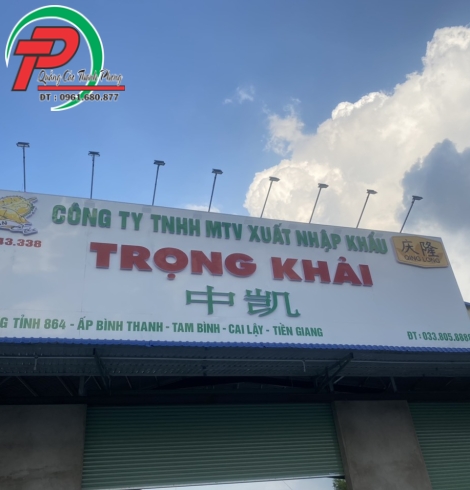 Quảng Cáo Thanh Phong
ĐT : 0961.680.877
CÔNG TY TNHH MTV XUẤT NHẬP KHẨU
TRỌNG KHẢI
中凯
庆隆
33.338
G TỈNH 864 - ẤP BÌNH THANH - TAM BÌNH - CAI LẬY - TIỀN GIANG
ĐT : 033.805.888